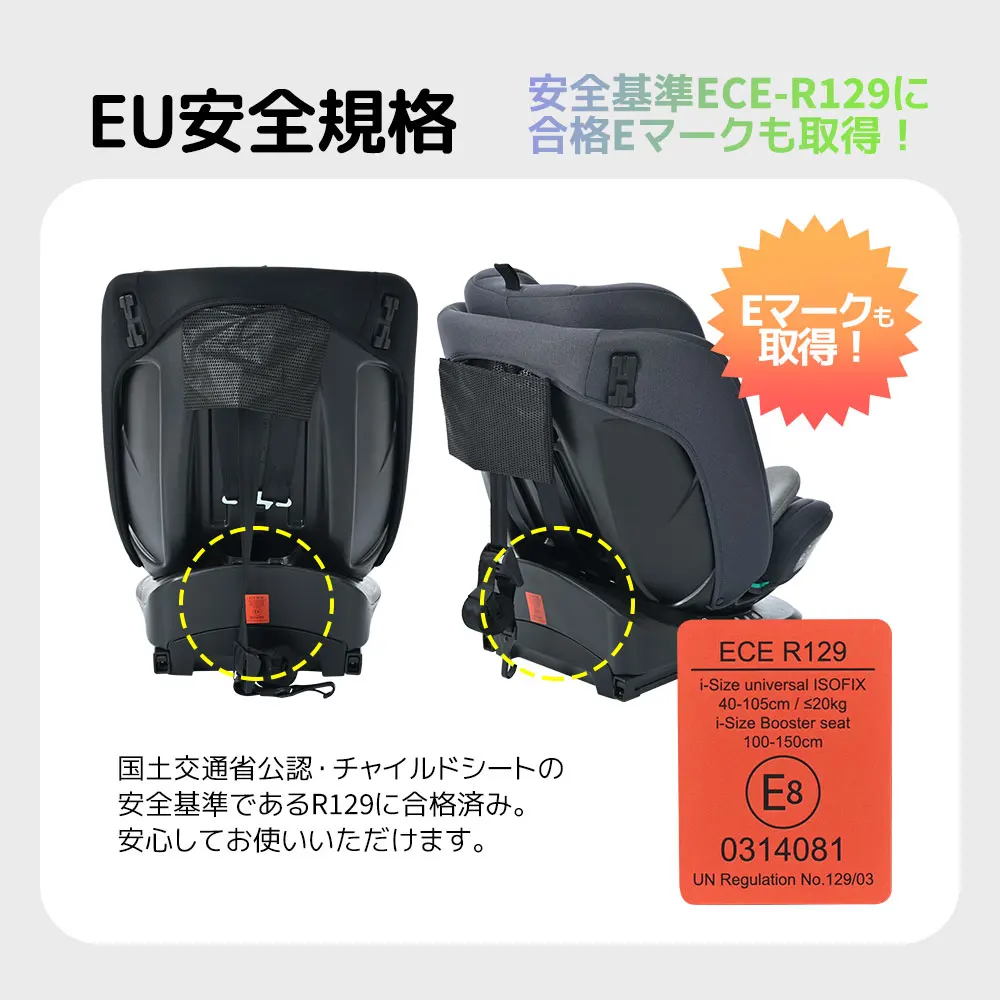 EU安全規格
安全基準ECE-R129に
合格Eマークも取得！
Eマークも
取得！
ECE R129
i-Size universal ISOFIX
40-105cm / ≤20kg
i-Size Booster seat
100-150cm
E8
0314081
UN Regulation No.129/03
国土交通省公認・チャイルドシートの
安全基準であるR129に合格済み。
安心してお使いいただけます。